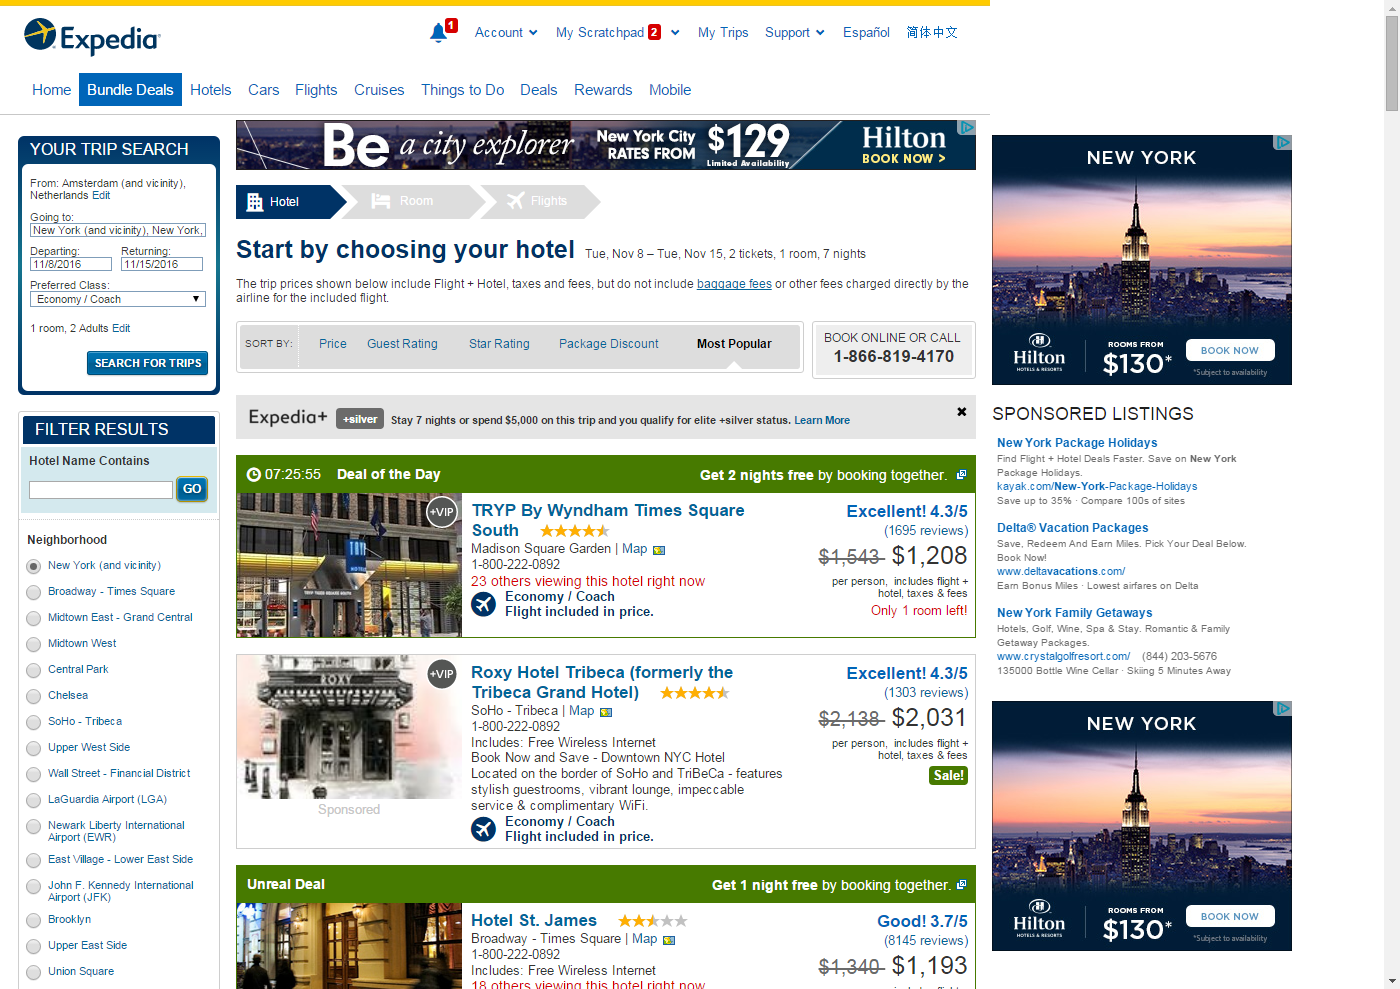 Expedia
1
Account
My Scratchpad 2
My Trips
Support
Español
简体中文
Home
Bundle Deals
Hotels
Cars
Flights
Cruises
Things to Do
Deals
Rewards
Mobile
YOUR TRIP SEARCH
From: Amsterdam (and vicinity),
Netherlands Edit
Going to:
New York (and vicinity), New York,
Departing:
Returning:
11/8/2016
11/15/2016
Preferred Class:
Economy / Coach
1 room, 2 Adults Edit
SEARCH FOR TRIPS
FILTER RESULTS
Hotel Name Contains
GO
Neighborhood
New York (and vicinity)
Broadway - Times Square
Midtown East - Grand Central
Midtown West
Central Park
Chelsea
SoHo - Tribeca
Upper West Side
Wall Street - Financial District
LaGuardia Airport (LGA)
Newark Liberty International
Airport (EWR)
East Village - Lower East Side
John F. Kennedy International
Airport (JFK)
Brooklyn
Upper East Side
Union Square
Be a city explorer
New York City
RATES FROM
$129
Limited Availability
Hilton
BOOK NOW >
Hotel
Room
Flights
Start by choosing your hotel
Tue, Nov 8 – Tue, Nov 15, 2 tickets, 1 room, 7 nights
The trip prices shown below include Flight + Hotel, taxes and fees, but do not include baggage fees or other fees charged directly by the
airline for the included flight.
SORT BY:
Price
Guest Rating
Star Rating
Package Discount
Most Popular
BOOK ONLINE OR CALL
1-866-819-4170
Expedia+
+silver
Stay 7 nights or spend $5,000 on this trip and you qualify for elite +silver status. Learn More
07:25:55
Deal of the Day
Get 2 nights free by booking together.
+VIP
TRYP By Wyndham Times Square
South
Madison Square Garden | Map
1-800-222-0892
23 others viewing this hotel right now
Economy / Coach
Flight included in price.
Excellent! 4.3/5
(1695 reviews)
$1,543 $1,208
per person, includes flight +
hotel, taxes & fees
Only 1 room left!
TRYP TIMES SQUARE SOUTH
ROXY
+VIP
Sponsored
Roxy Hotel Tribeca (formerly the
Tribeca Grand Hotel)
SoHo - Tribeca | Map
1-800-222-0892
Includes: Free Wireless Internet
Book Now and Save - Downtown NYC Hotel
Located on the border of SoHo and TriBeCa - features
stylish guestrooms, vibrant lounge, impeccable
service & complimentary WiFi.
Economy / Coach
Flight included in price.
Excellent! 4.3/5
(1303 reviews)
$2,138 $2,031
per person, includes flight +
hotel, taxes & fees
Sale!
Unreal Deal
Get 1 night free by booking together.
Hotel St. James
Broadway - Times Square | Map
1-800-222-0892
Includes: Free Wireless Internet
18 others viewing this hotel right now
Good! 3.7/5
(8145 reviews)
$1,340 $1,193
NEW YORK
Hilton
HOTELS & RESORTS
ROOMS FROM
$130*
BOOK NOW
*Subject to availability
SPONSORED LISTINGS
New York Package Holidays
Find Flight + Hotel Deals Faster. Save on New York
Package Holidays.
kayak.com/New-York-Package-Holidays
Save up to 35% · Compare 100s of sites
Delta® Vacation Packages
Save, Redeem And Earn Miles. Pick Your Deal Below.
Book Now!
www.deltavacations.com/
Earn Bonus Miles · Lowest airfares on Delta
New York Family Getaways
Hotels, Golf, Wine, Spa & Stay. Romantic & Family
Getaway Packages.
www.crystalgolfresort.com/ (844) 203-5676
135000 Bottle Wine Cellar · Skiing 5 Minutes Away
NEW YORK
Hilton
HOTELS & RESORTS
ROOMS FROM
$130*
BOOK NOW
*Subject to availability